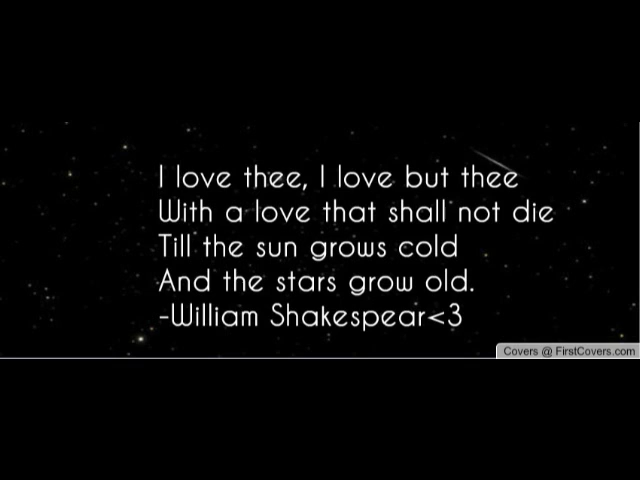 I love thee, I love but thee
With a love that shall not die
Till the sun grows cold
And the stars grow old.
-William Shakespear<3
Covers @ FirstCovers.com